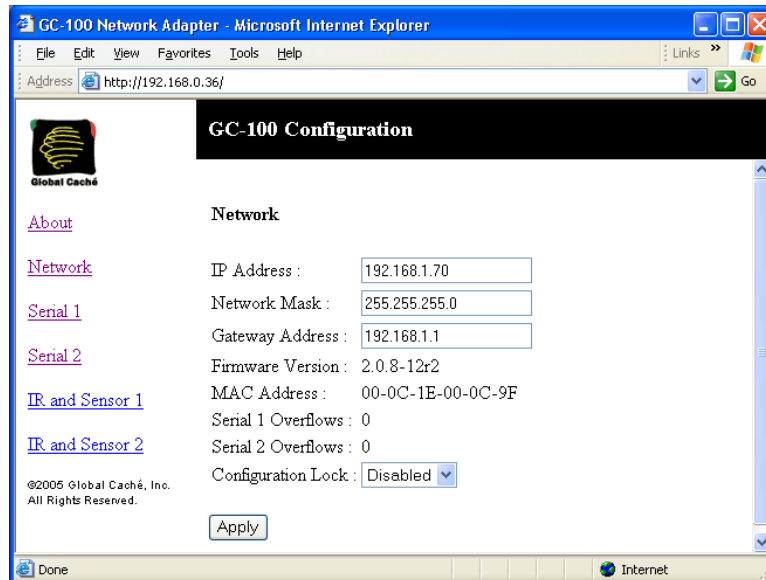 GC-100 Network Adapter - Microsoft Internet Explorer
File Edit View Favorites Tools Help Links »
Address http://192.168.0.36/ Go
Global Caché
GC-100 Configuration
About
Network
Serial 1
Serial 2
IR and Sensor 1
IR and Sensor 2
©2005 Global Caché, Inc.
All Rights Reserved.
Network
IP Address : 192.168.1.70
Network Mask : 255.255.255.0
Gateway Address : 192.168.1.1
Firmware Version : 2.0.8-12r2
MAC Address : 00-0C-1E-00-0C-9F
Serial 1 Overflows : 0
Serial 2 Overflows : 0
Configuration Lock : Disabled
Apply
Done Internet